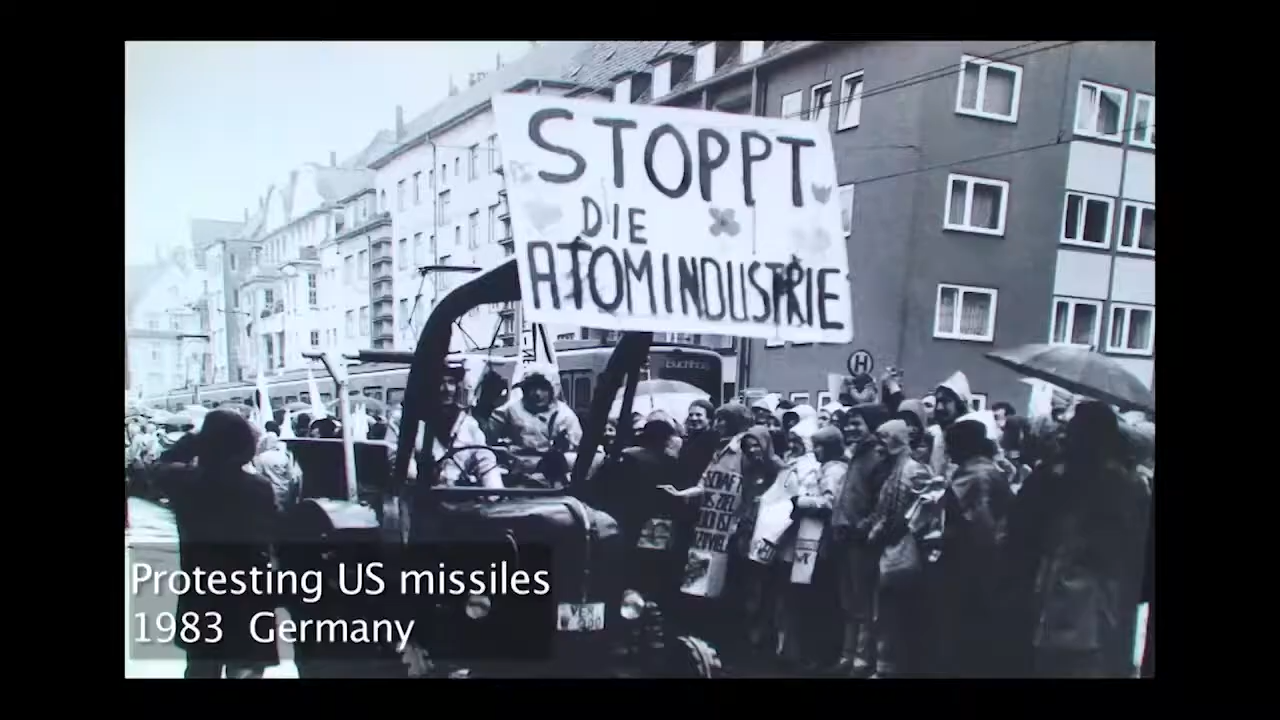 STOPPT
DIE
ATOMINDUSTRIE
H
Protesting US missiles
1983 Germany